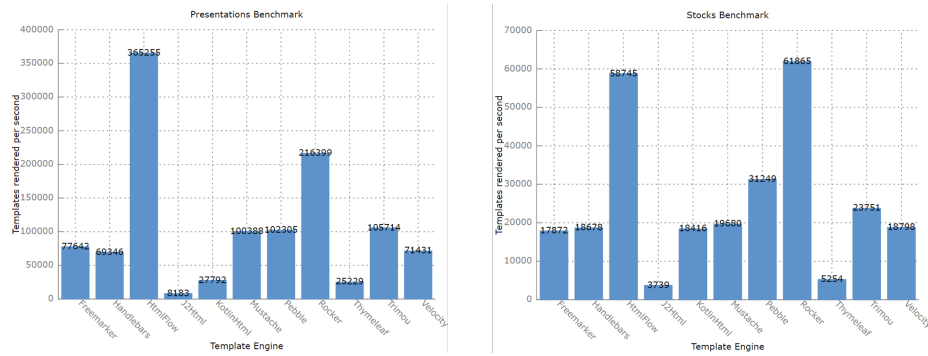 Presentations Benchmark
Templates rendered per second
400000
350000
300000
250000
200000
150000
100000
50000
0
77642
69346
365255
8183
27792
100388
102305
216399
25229
105714
71431
Freemarker
Handlebars
HtmlFlow
J2Html
KotlinHtml
Mustache
Pebble
Rocker
Thymeleaf
Trimou
Velocity
Template Engine
Stocks Benchmark
Templates rendered per second
70000
60000
50000
40000
30000
20000
10000
0
17872
18678
58745
3739
18416
19680
31249
61865
5254
23751
18798
Freemarker
Handlebars
HtmlFlow
J2Html
KotlinHtml
Mustache
Pebble
Rocker
Thymeleaf
Trimou
Velocity
Template Engine